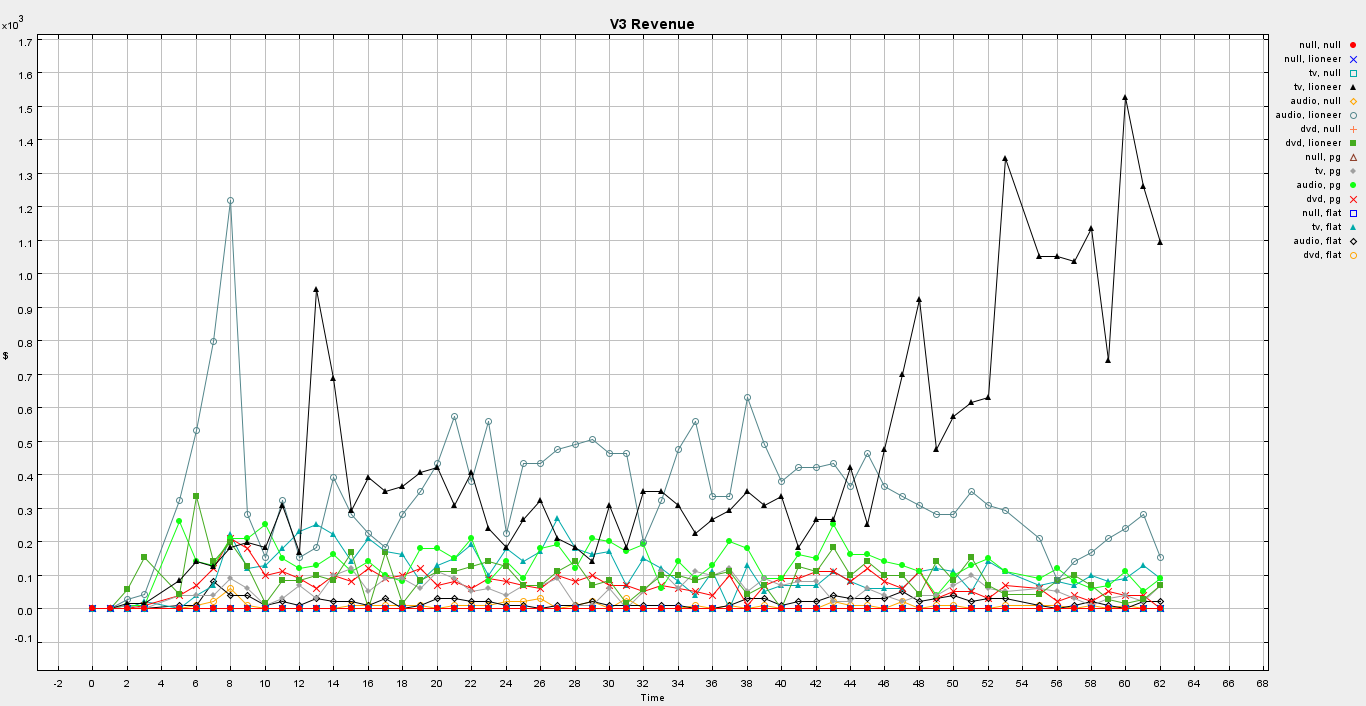 V3 Revenue
x10³
1.7
1.6
1.5
1.4
1.3
1.2
1.1
1.0
0.9
0.8
0.7
0.6
0.5
0.4
0.3
0.2
0.1
0.0
-0.1
$
-2 0 2 4 6 8 10 12 14 16 18 20 22 24 26 28 30 32 34 36 38 40 42 44 46 48 50 52 54 56 58 60 62 64 66 68
Time
null, null
null, lioneer
tv, null
tv, lioneer
audio, null
audio, lioneer
dvd, null
dvd, lioneer
null, pg
tv, pg
audio, pg
dvd, pg
null, flat
tv, flat
audio, flat
dvd, flat